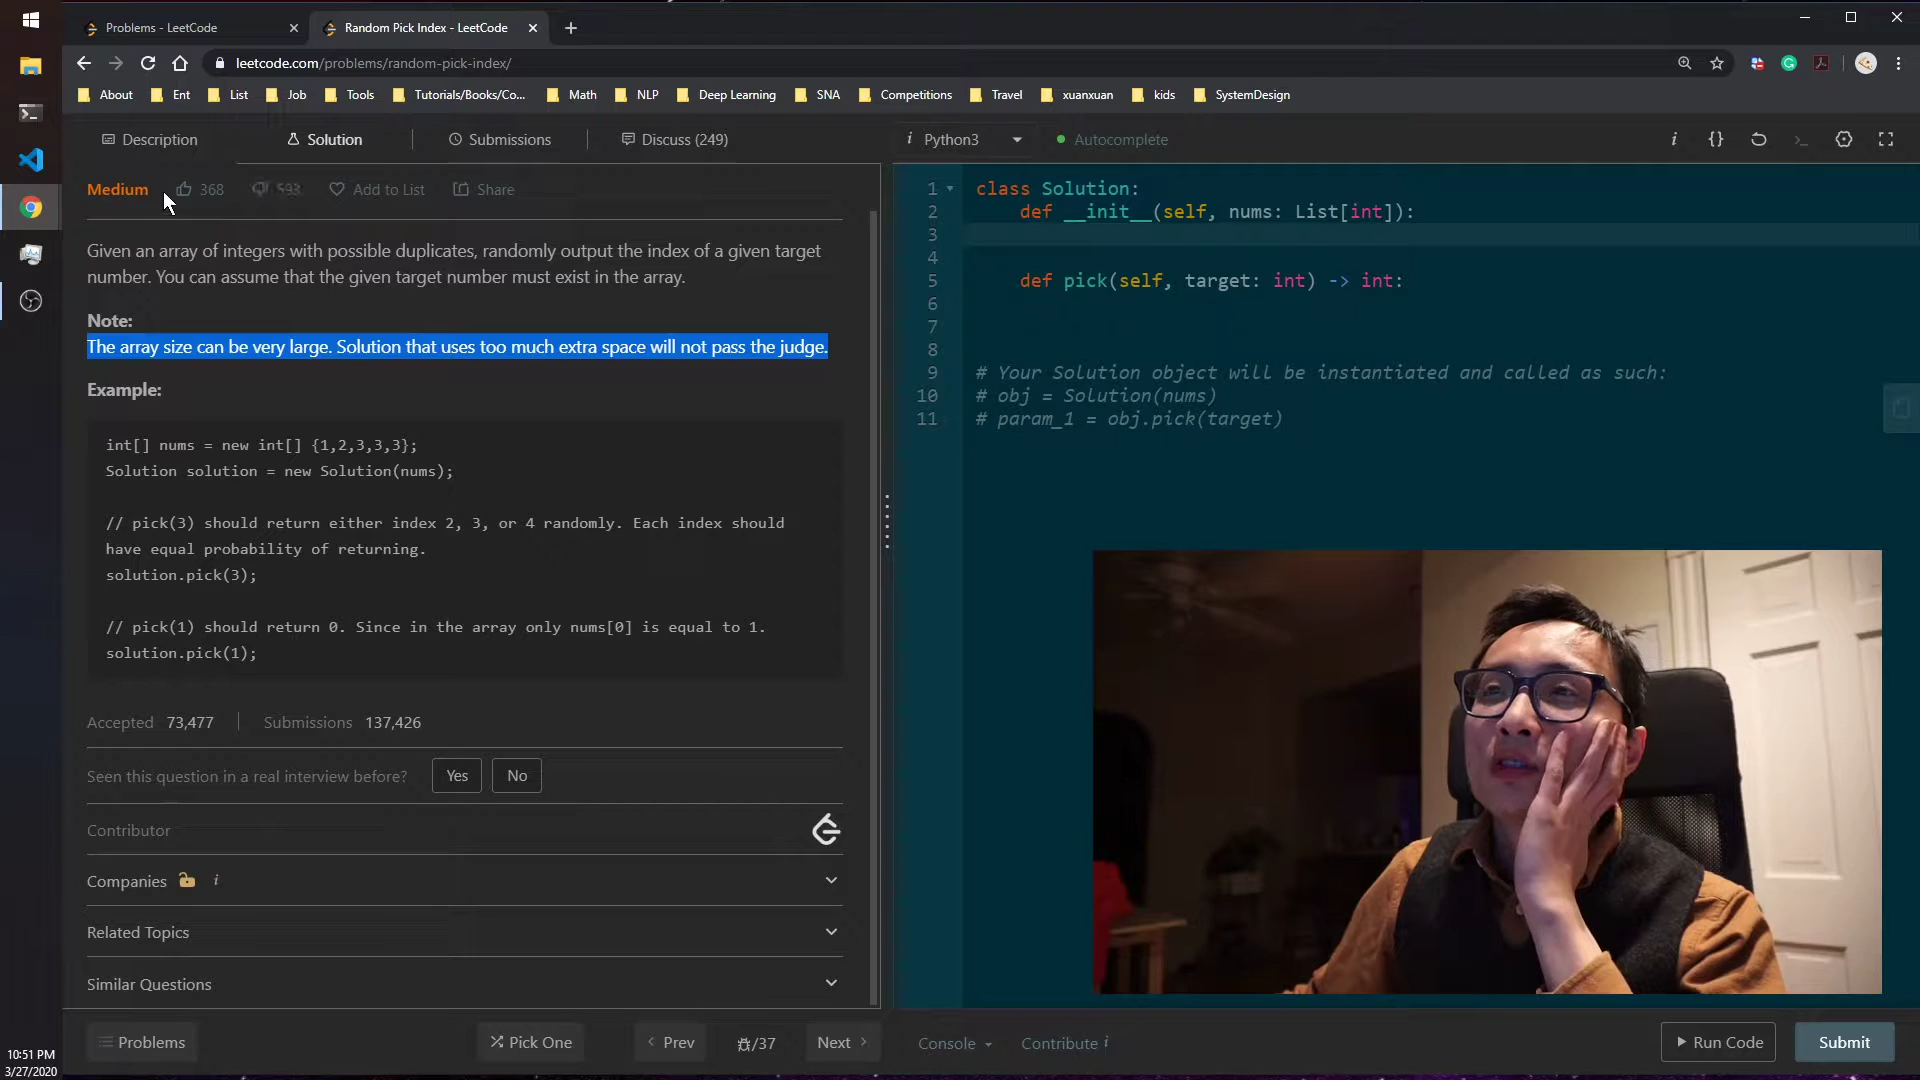 Problems - LeetCode
Random Pick Index - LeetCode
leetcode.com/problems/random-pick-index/
About Ent List Job Tools Tutorials/Books/Co... Math NLP Deep Learning SNA Competitions Travel xuanxuan kids SystemDesign
Description Solution Submissions Discuss (249)
Medium 368 593 Add to List Share
Given an array of integers with possible duplicates, randomly output the index of a given target
number. You can assume that the given target number must exist in the array.
Note:
The array size can be very large. Solution that uses too much extra space will not pass the judge.
Example:
int[] nums = new int[] {1,2,3,3,3};
Solution solution = new Solution(nums);
// pick(3) should return either index 2, 3, or 4 randomly. Each index should
have equal probability of returning.
solution.pick(3);
// pick(1) should return 0. Since in the array only nums[0] is equal to 1.
solution.pick(1);
Accepted 73,477 Submissions 137,426
Seen this question in a real interview before? Yes No
Contributor
Companies i
Related Topics
Similar Questions
Problems Pick One Prev /37 Next
i Python3 Autocomplete i {}
1 class Solution:
2 def __init__(self, nums: List[int]):
3
4
5 def pick(self, target: int) -> int:
6
7
8
9 # Your Solution object will be instantiated and called as such:
10 # obj = Solution(nums)
11 # param_1 = obj.pick(target)
Console Contribute i Run Code Submit
10:51 PM
3/27/2020